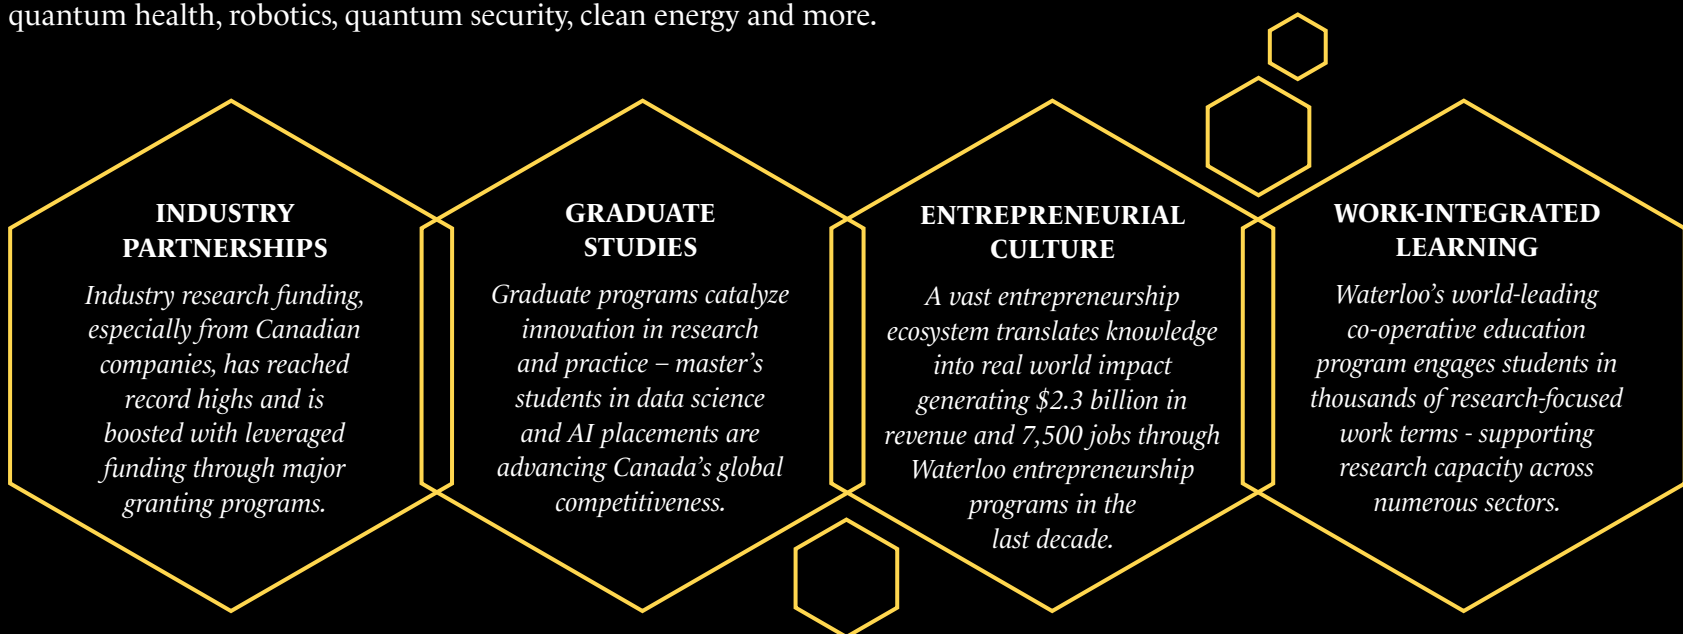 quantum health, robotics, quantum security, clean energy and more.
INDUSTRY
PARTNERSHIPS
Industry research funding,
especially from Canadian
companies, has reached
record highs and is
boosted with leveraged
funding through major
granting programs.
GRADUATE
STUDIES
Graduate programs catalyze
innovation in research
and practice – master’s
students in data science
and AI placements are
advancing Canada’s global
competitiveness.
ENTREPRENEURIAL
CULTURE
A vast entrepreneurship
ecosystem translates knowledge
into real world impact
generating $2.3 billion in
revenue and 7,500 jobs through
Waterloo entrepreneurship
programs in the
last decade.
WORK-INTEGRATED
LEARNING
Waterloo’s world-leading
co-operative education
program engages students in
thousands of research-focused
work terms - supporting
research capacity across
numerous sectors.